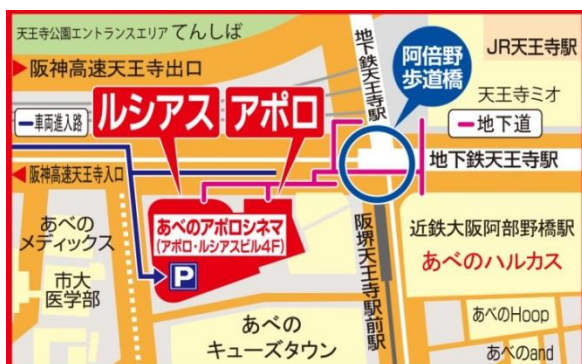 天王寺公園エントランスエリア てんしば
阪神高速天王寺出口
車両進入路
ルシアス
アポロ
地下鉄天王寺駅
阿倍野
歩道橋
JR天王寺駅
天王寺ミオ
地下道
地下鉄天王寺駅
阪神高速天王寺入口
あべの
メディックス
市大
医学部
あべのアポロシネマ
(アポロ・ルシアスビル4F)
P
あべの
キューズタウン
阪堺天王寺駅前駅
近鉄大阪阿部野橋駅
あべのハルカス
あべのHoop
あべのand